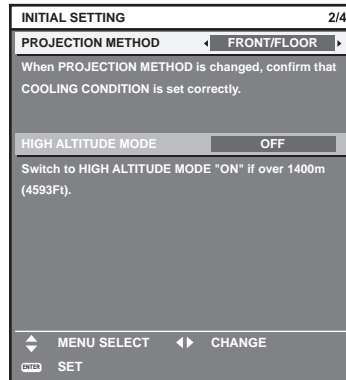 INITIAL SETTING 2/4
PROJECTION METHOD FRONT/FLOOR
When PROJECTION METHOD is changed, confirm that
COOLING CONDITION is set correctly.
HIGH ALTITUDE MODE OFF
Switch to HIGH ALTITUDE MODE "ON" if over 1400m
(4593Ft).
MENU SELECT CHANGE
ENTER SET